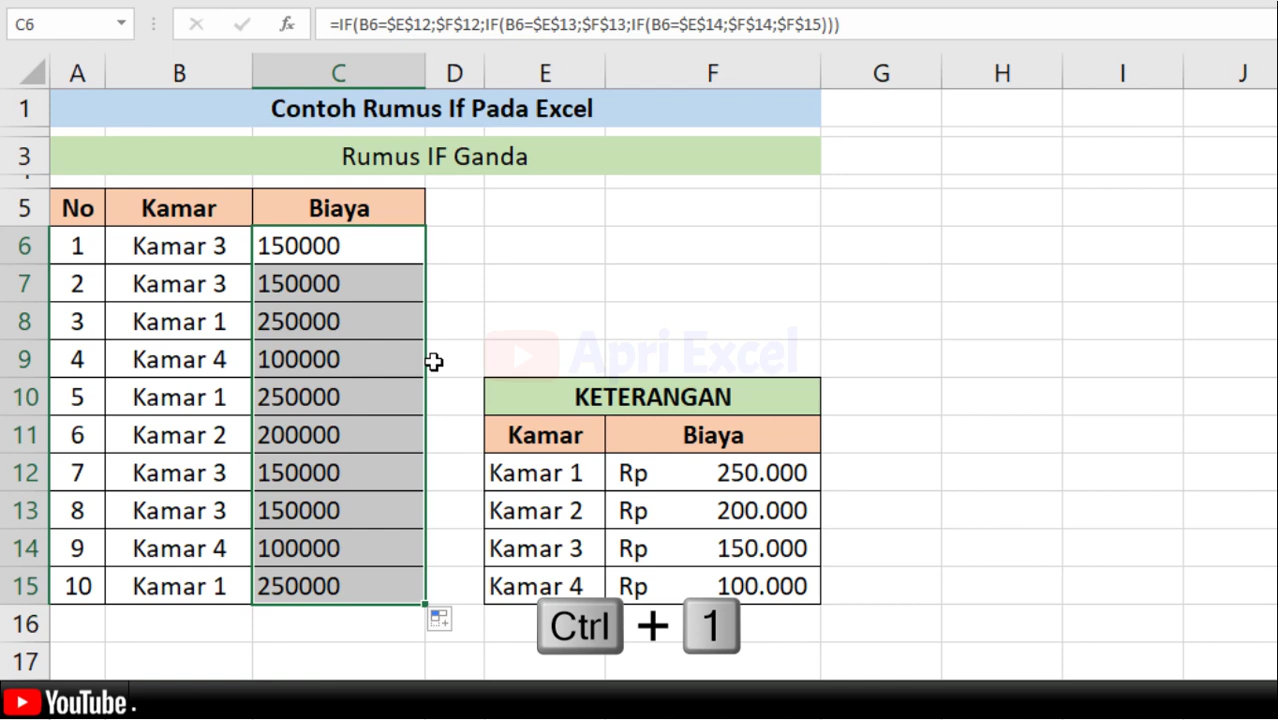 C6 fx =IF(B6=$E$12;$F$12;IF(B6=$E$13;$F$13;IF(B6=$E$14;$F$14;$F$15)))
A B C D E F G H I J
1 Contoh Rumus If Pada Excel
3 Rumus IF Ganda
5 No Kamar Biaya
6 1 Kamar 3 150000
7 2 Kamar 3 150000
8 3 Kamar 1 250000
Apri Excel
9 4 Kamar 4 100000
10 5 Kamar 1 250000 KETERANGAN
11 6 Kamar 2 200000 Kamar Biaya
12 7 Kamar 3 150000 Kamar 1 Rp 250.000
13 8 Kamar 3 150000 Kamar 2 Rp 200.000
14 9 Kamar 4 100000 Kamar 3 Rp 150.000
15 10 Kamar 1 250000 Kamar 4 Rp 100.000
16
Ctrl + 1
17
YouTube .